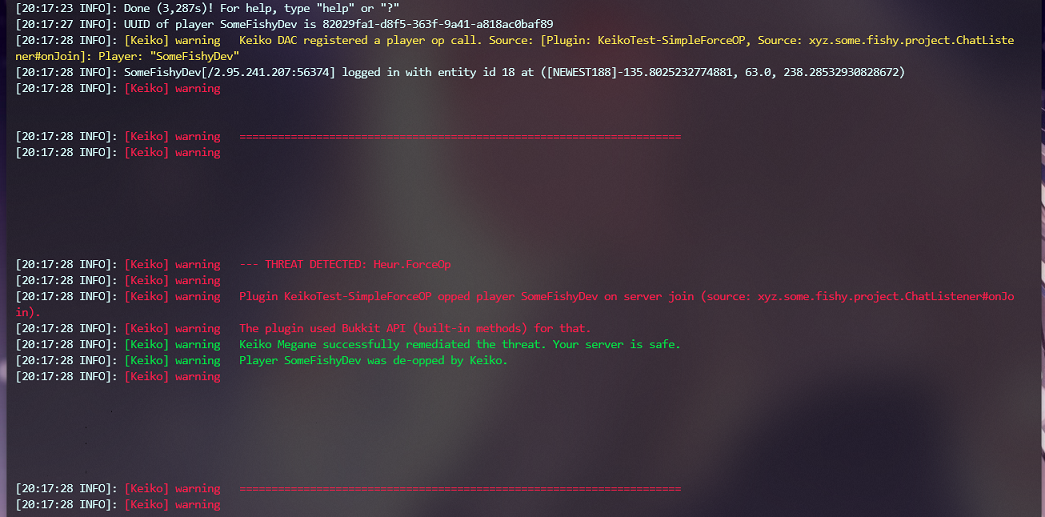 [20:17:23 INFO]: Done (3,287s)! For help, type "help" or "?"
[20:17:27 INFO]: UUID of player SomeFishyDev is 82029fa1-d8f5-363f-9a41-a818ac0baf89
[20:17:28 INFO]: [Keiko] warning   Keiko DAC registered a player op call. Source: [Plugin: KeikoTest-SimpleForceOP, Source: xyz.some.fishy.project.ChatListe
ner#onJoin]: Player: "SomeFishyDev"
[20:17:28 INFO]: SomeFishyDev[/2.95.241.207:56374] logged in with entity id 18 at ([NEWEST188]-135.8025232774881, 63.0, 238.28532930828672)
[20:17:28 INFO]: [Keiko] warning
[20:17:28 INFO]: [Keiko] warning   =====================================================================
[20:17:28 INFO]: [Keiko] warning
[20:17:28 INFO]: [Keiko] warning   --- THREAT DETECTED: Heur.ForceOp
[20:17:28 INFO]: [Keiko] warning
[20:17:28 INFO]: [Keiko] warning   Plugin KeikoTest-SimpleForceOP opped player SomeFishyDev on server join (source: xyz.some.fishy.project.ChatListener#onJo
in).
[20:17:28 INFO]: [Keiko] warning   The plugin used Bukkit API (built-in methods) for that.
[20:17:28 INFO]: [Keiko] warning   Keiko Megane successfully remediated the threat. Your server is safe.
[20:17:28 INFO]: [Keiko] warning   Player SomeFishyDev was de-opped by Keiko.
[20:17:28 INFO]: [Keiko] warning
[20:17:28 INFO]: [Keiko] warning   =====================================================================
[20:17:28 INFO]: [Keiko] warning